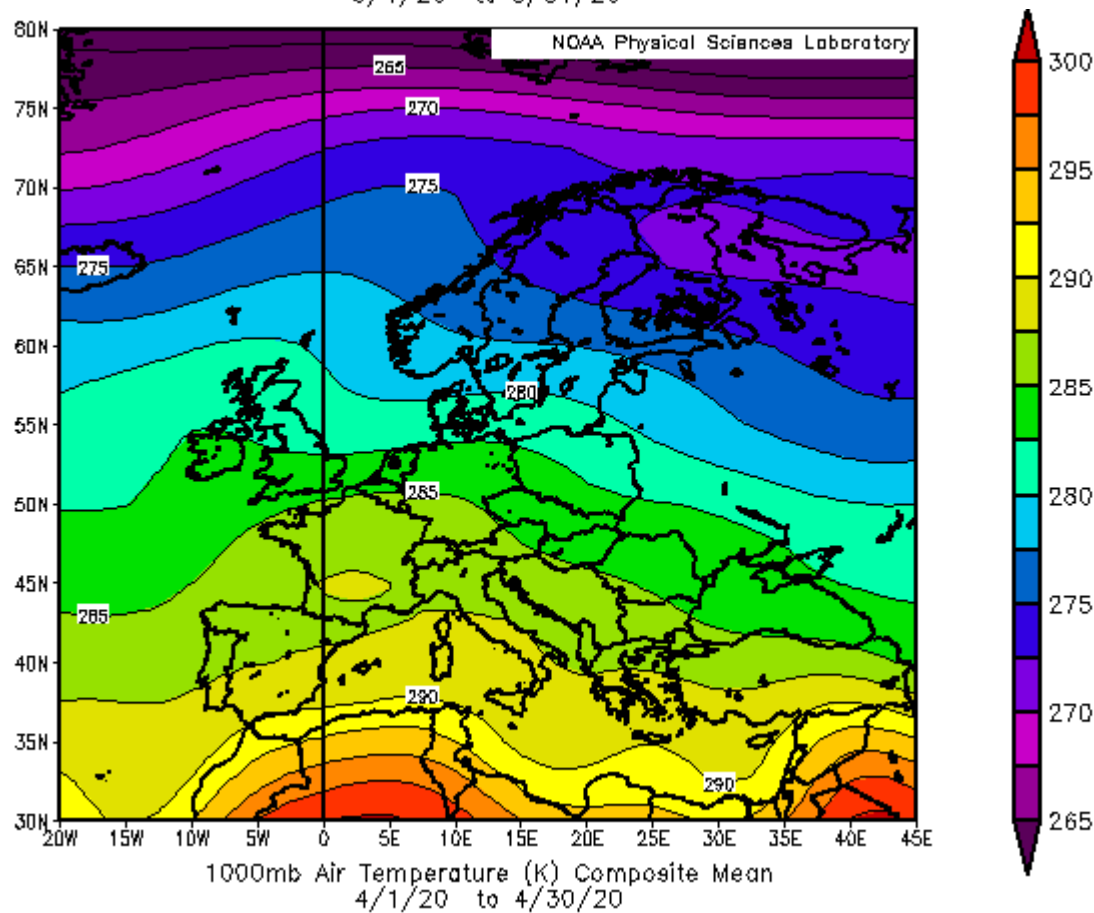 80N
NOAA Physical Sciences Laboratory
300
265
75N
270
295
70N
275
65N
275
290
60N
280
285
55N
50N
285
280
45N
285
275
40N
290
270
35N
290
30N
265
20W 15W 10W 5W 0 5E 10E 15E 20E 25E 30E 35E 40E 45E
1000mb Air Temperature (K) Composite Mean
4/1/20 to 4/30/20